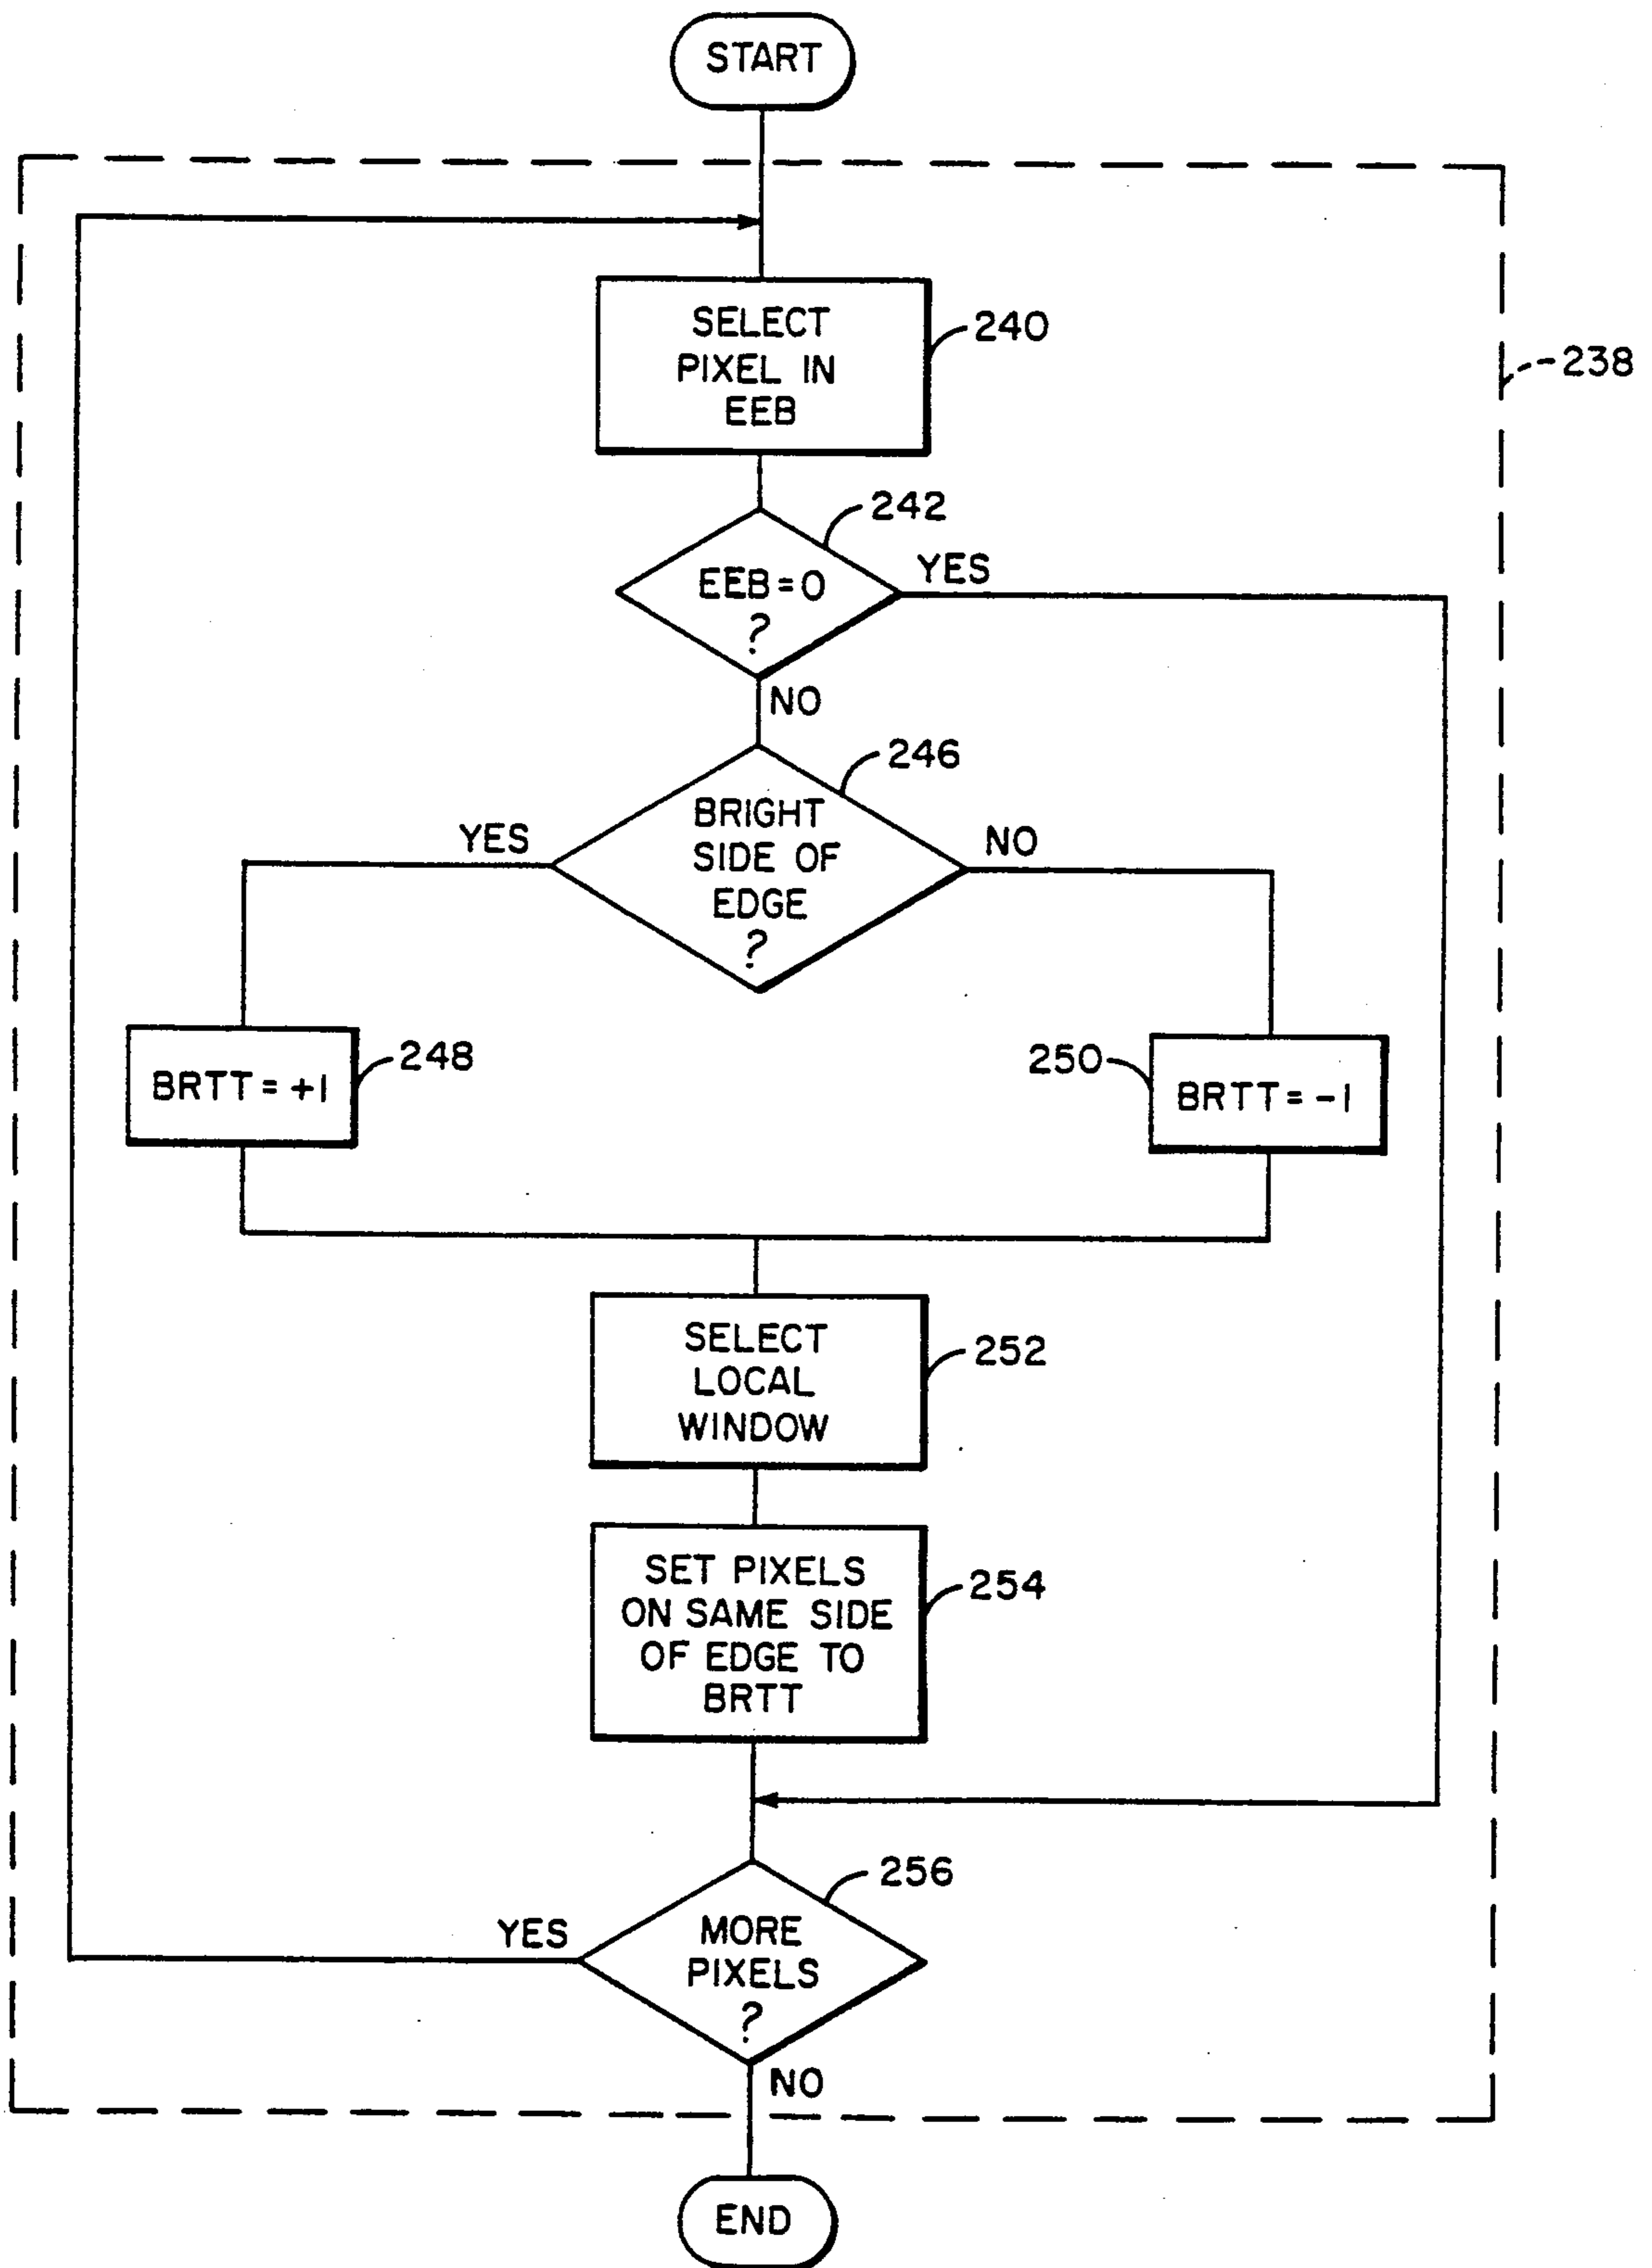 START
SELECT
PIXEL IN
EEB
240
238
242
EEB=0
?
YES
NO
246
BRIGHT
SIDE OF
EDGE
?
YES
NO
BRTT = +1
248
250
BRTT = -1
SELECT
LOCAL
WINDOW
252
SET PIXELS
ON SAME SIDE
OF EDGE TO
BRTT
254
256
MORE
PIXELS
?
YES
NO
END